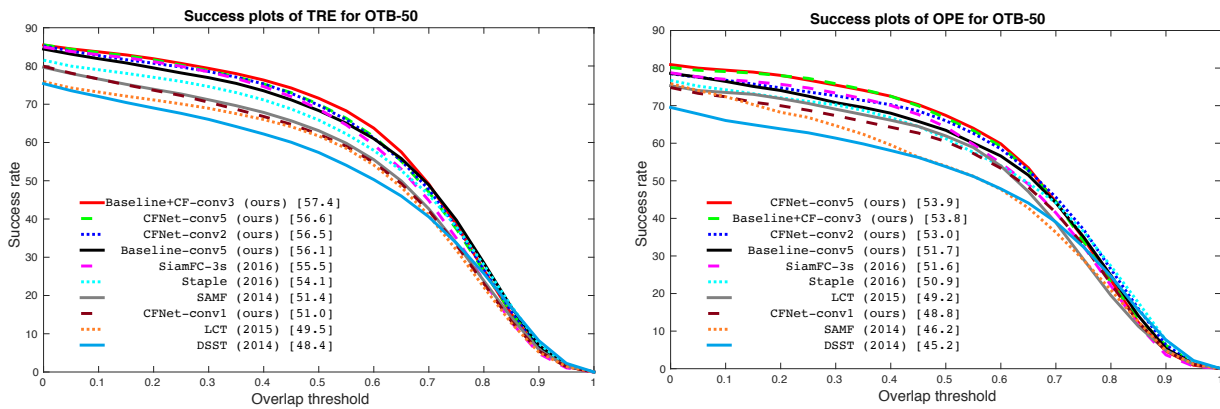 Success plots of TRE for OTB-50
90
80
70
60
50
40
30
20
10
0
Success rate
Baseline+CF-conv3 (ours) [57.4]
CFNet-conv5 (ours) [56.6]
CFNet-conv2 (ours) [56.5]
Baseline-conv5 (ours) [56.1]
SiamFC-3s (2016) [55.5]
Staple (2016) [54.1]
SAMF (2014) [51.4]
CFNet-conv1 (ours) [51.0]
LCT (2015) [49.5]
DSST (2014) [48.4]
0 0.1 0.2 0.3 0.4 0.5 0.6 0.7 0.8 0.9 1
Overlap threshold
Success plots of OPE for OTB-50
90
80
70
60
50
40
30
20
10
0
Success rate
CFNet-conv5 (ours) [53.9]
Baseline+CF-conv3 (ours) [53.8]
CFNet-conv2 (ours) [53.0]
Baseline-conv5 (ours) [51.7]
SiamFC-3s (2016) [51.6]
Staple (2016) [50.9]
LCT (2015) [49.2]
CFNet-conv1 (ours) [48.8]
SAMF (2014) [46.2]
DSST (2014) [45.2]
0 0.1 0.2 0.3 0.4 0.5 0.6 0.7 0.8 0.9 1
Overlap threshold